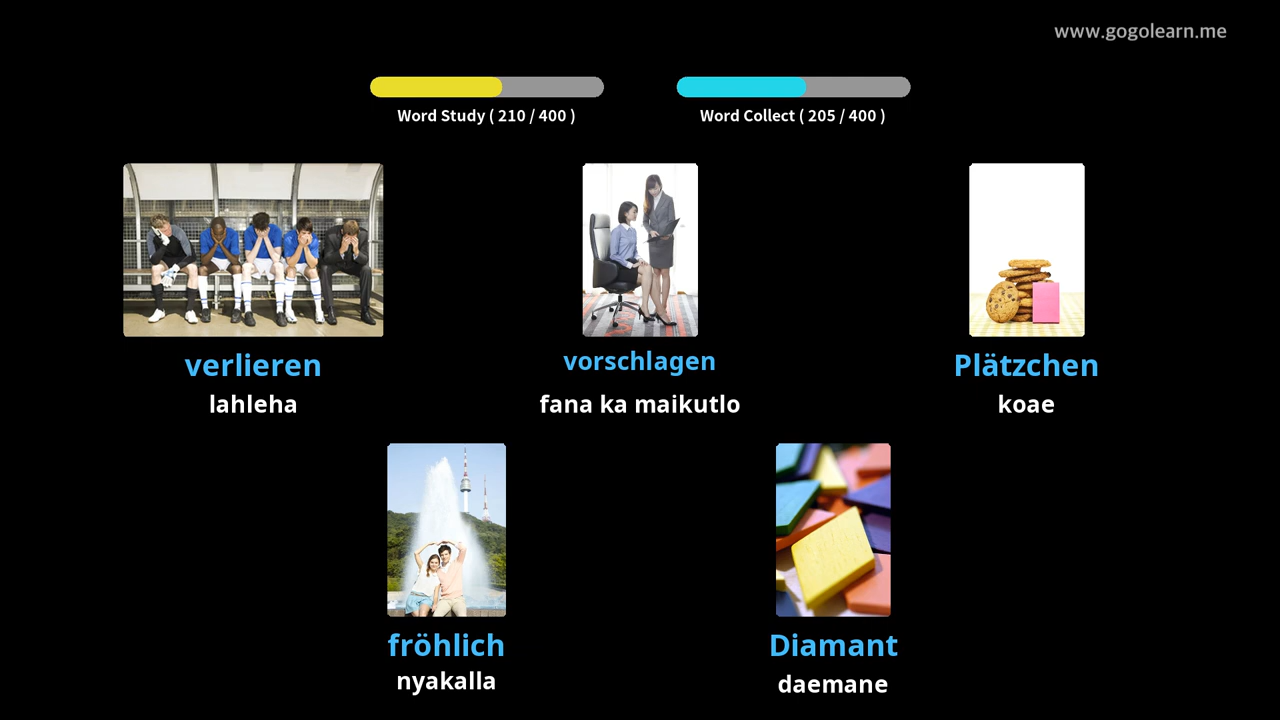 www.gogolearn.me
Word Study ( 210 / 400 )
Word Collect ( 205 / 400 )
verlieren
lahleha
vorschlagen
fana ka maikutlo
Plätzchen
koae
fröhlich
nyakalla
Diamant
daemane